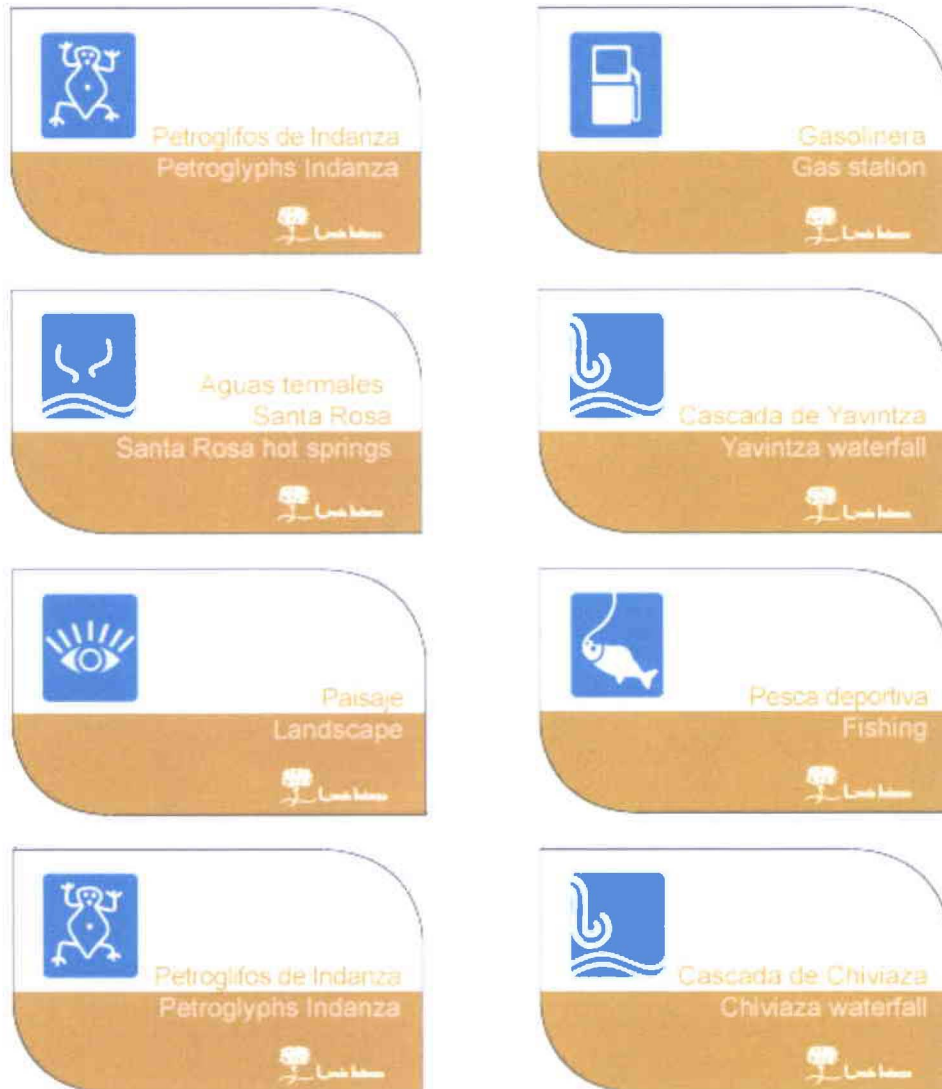 Petroglifos de Indanza
Petroglyphs Indanza
Gasolinera
Gas station
Aguas termales
Santa Rosa
Santa Rosa hot springs
Cascada de Yavintza
Yavintza waterfall
Paisaje
Landscape
Pesca deportiva
Fishing
Petroglifos de Indanza
Petroglyphs Indanza
Cascada de Chiviaza
Chiviaza waterfall